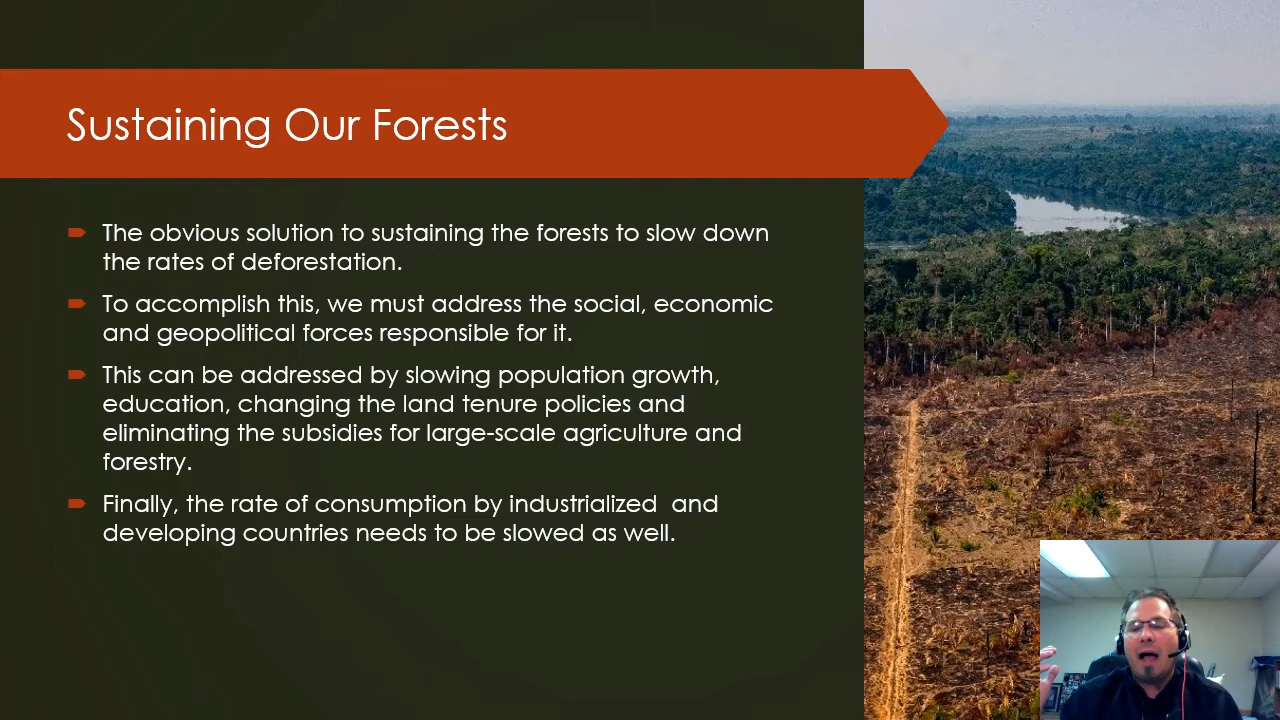 Sustaining Our Forests
The obvious solution to sustaining the forests to slow down
the rates of deforestation.
To accomplish this, we must address the social, economic
and geopolitical forces responsible for it.
This can be addressed by slowing population growth,
education, changing the land tenure policies and
eliminating the subsidies for large-scale agriculture and
forestry.
Finally, the rate of consumption by industrialized  and
developing countries needs to be slowed as well.